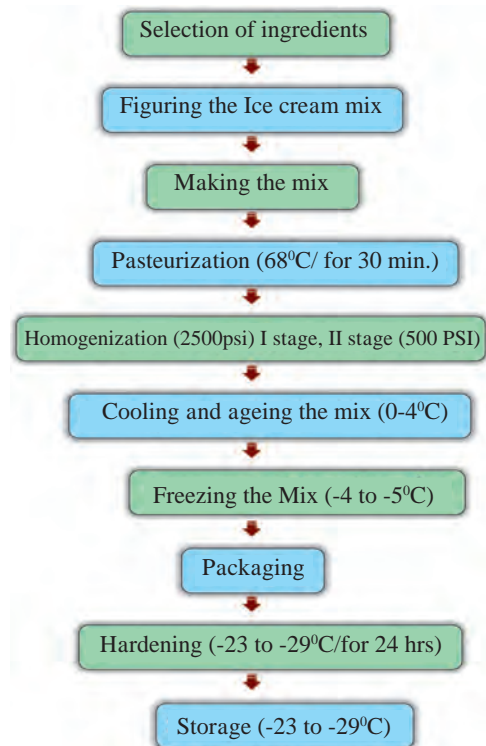 Selection of ingredients
Figuring the Ice cream mix
Making the mix
Pasteurization (68⁰C/ for 30 min.)
Homogenization (2500psi) I stage, II stage (500 PSI)
Cooling and ageing the mix (0-4⁰C)
Freezing the Mix (-4 to -5⁰C)
Packaging
Hardening (-23 to -29⁰C/for 24 hrs)
Storage (-23 to -29⁰C)